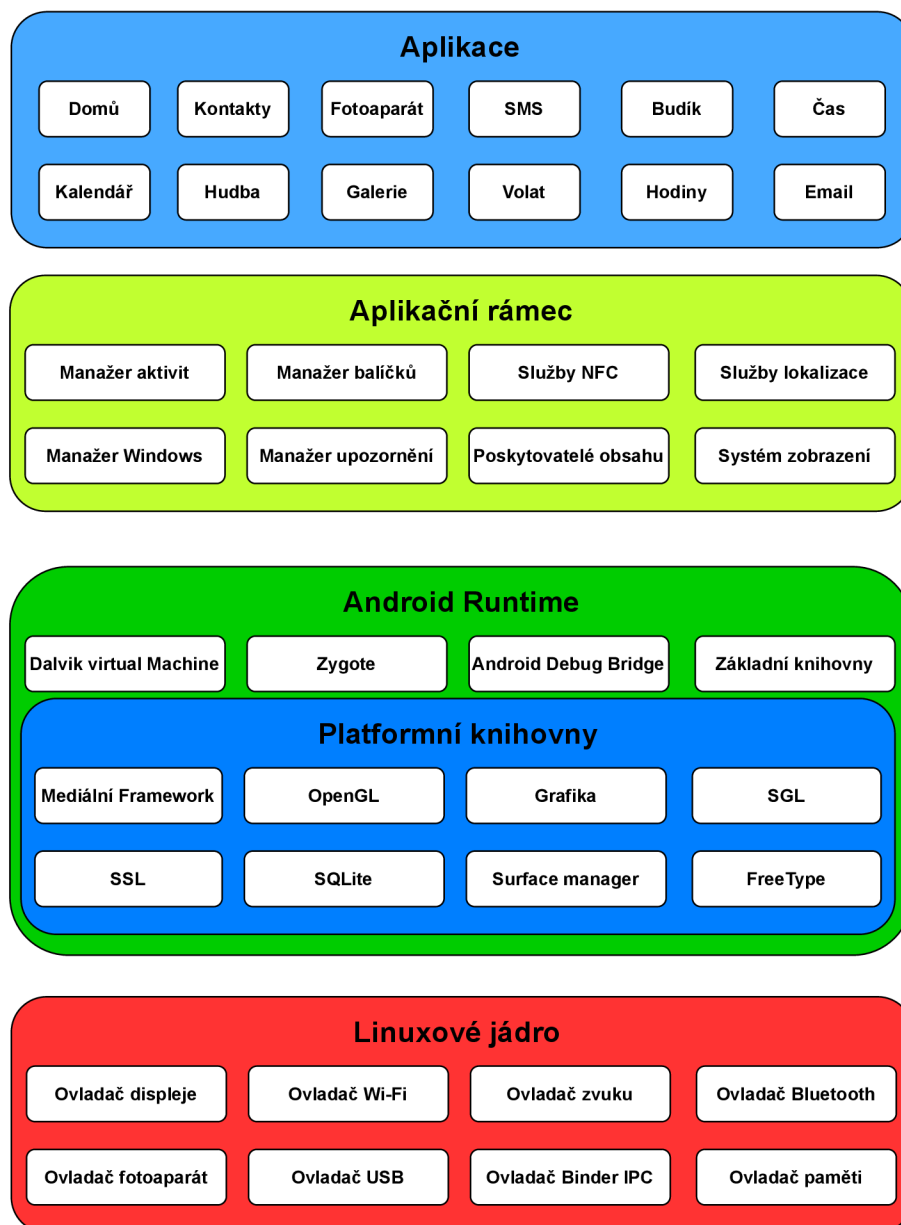 Aplikace
Domů Kontakty Fotoaparát SMS Budík Čas
Kalendář Hudba Galerie Volat Hodiny Email
Aplikační rámec
Manažer aktivit Manažer balíčků Služby NFC Služby lokalizace
Manažer Windows Manažer upozornění Poskytovatelé obsahu Systém zobrazení
Android Runtime
Dalvik virtual Machine Zygote Android Debug Bridge Základní knihovny
Platformní knihovny
Mediální Framework OpenGL Grafika SGL
SSL SQLite Surface manager FreeType
Linuxové jádro
Ovladač displeje Ovladač Wi-Fi Ovladač zvuku Ovladač Bluetooth
Ovladač fotoaparát Ovladač USB Ovladač Binder IPC Ovladač paměti